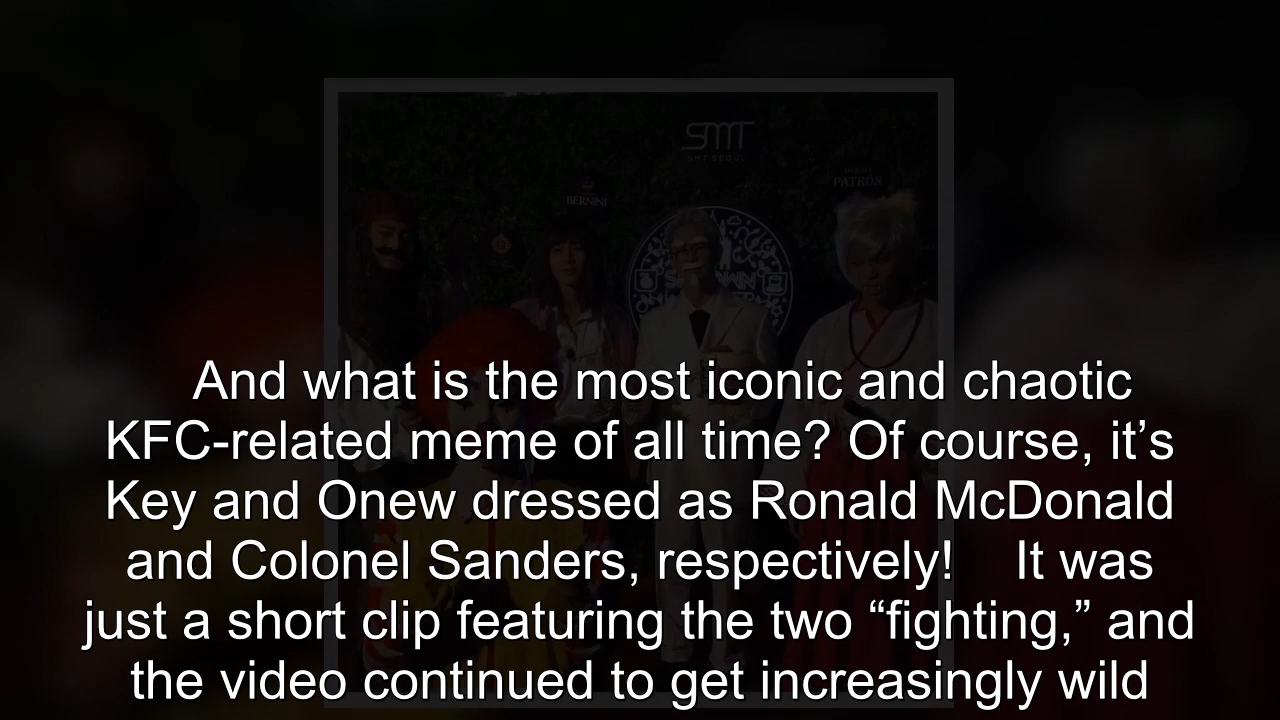 SMT
SMT SEOUL
BERNINI
PATRÓN
And what is the most iconic and chaotic
KFC-related meme of all time? Of course, it’s
Key and Onew dressed as Ronald McDonald
and Colonel Sanders, respectively! It was
just a short clip featuring the two “fighting,” and
the video continued to get increasingly wild